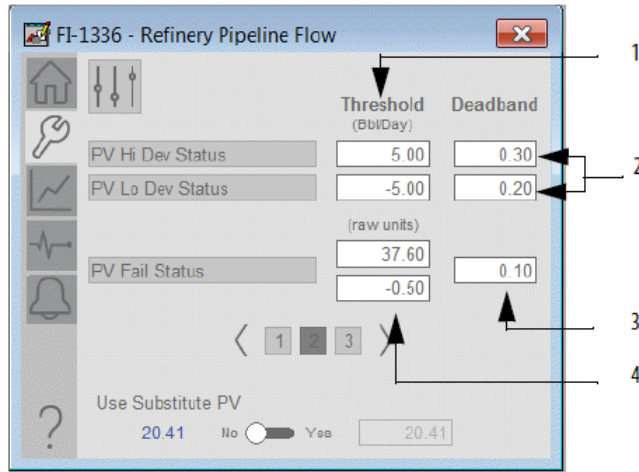 FI-1336 - Refinery Pipeline Flow
1
Threshold Deadband
(Bbl/Day)
PV Hi Dev Status 5.00 0.30
2
PV Lo Dev Status -5.00 0.20
(raw units)
37.60
PV Fail Status 0.10
-0.50
3
1 2 3
4
Use Substitute PV
20.41 No Yes 20.41
?